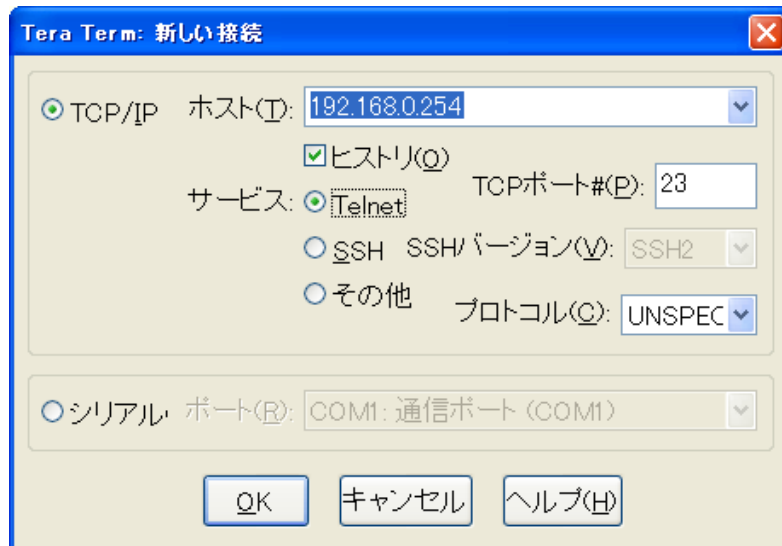 Tera Term: 新しい接続
TCP/IP ホスト(T): 192.168.0.254
ヒストリ(O)
サービス: Telnet TCPポート#(P): 23
SSH SSHバージョン(V): SSH2
その他 プロトコル(C): UNSPEC
シリアル ポート(R): COM1: 通信ポート (COM1)
OK キャンセル ヘルプ(H)